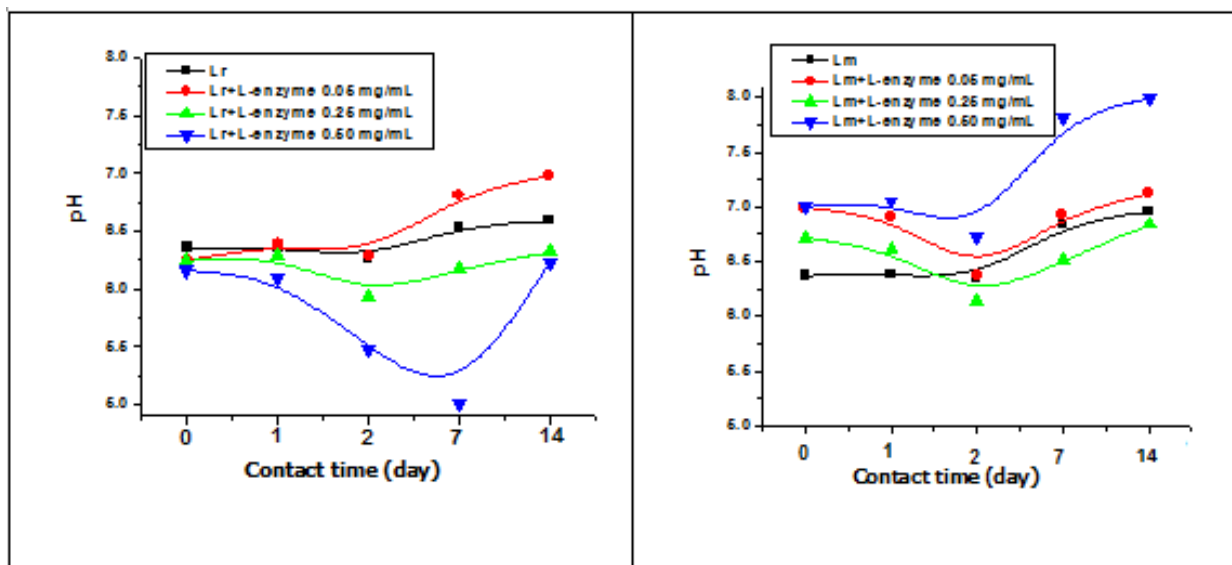 8.0
7.5
7.0
6.5
6.0
5.5
5.0
pH
Lr
Lr+L-enzyme 0.05 mg/mL
Lr+L-enzyme 0.25 mg/mL
Lr+L-enzyme 0.50 mg/mL
0 1 2 7 14
Contact time (day)
8.0
7.5
7.0
6.5
6.0
5.5
5.0
pH
Lm
Lm+L-enzyme 0.05 mg/mL
Lm+L-enzyme 0.25 mg/mL
Lm+L-enzyme 0.50 mg/mL
0 1 2 7 14
Contact time (day)